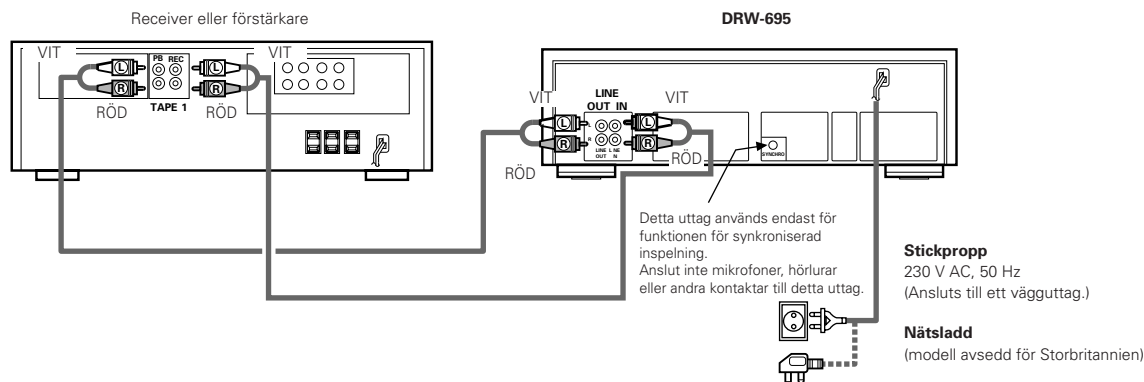 Receiver eller förstärkare
DRW-695
VIT
PB REC
L
L
R
R
TAPE 1
RÖD
RÖD
VIT
VIT
LINE
OUT IN
VIT
L
L
L
R
R
R
LINE
OUT
L NE
N
RÖD
RÖD
SYNCHRO
Detta uttag används endast för
funktionen för synkroniserad
inspelning.
Anslut inte mikrofoner, hörlurar
eller andra kontaktar till detta uttag.
Stickpropp
230 V AC, 50 Hz
(Ansluts till ett vägguttag.)
Nätsladd
(modell avsedd för Storbritannien)